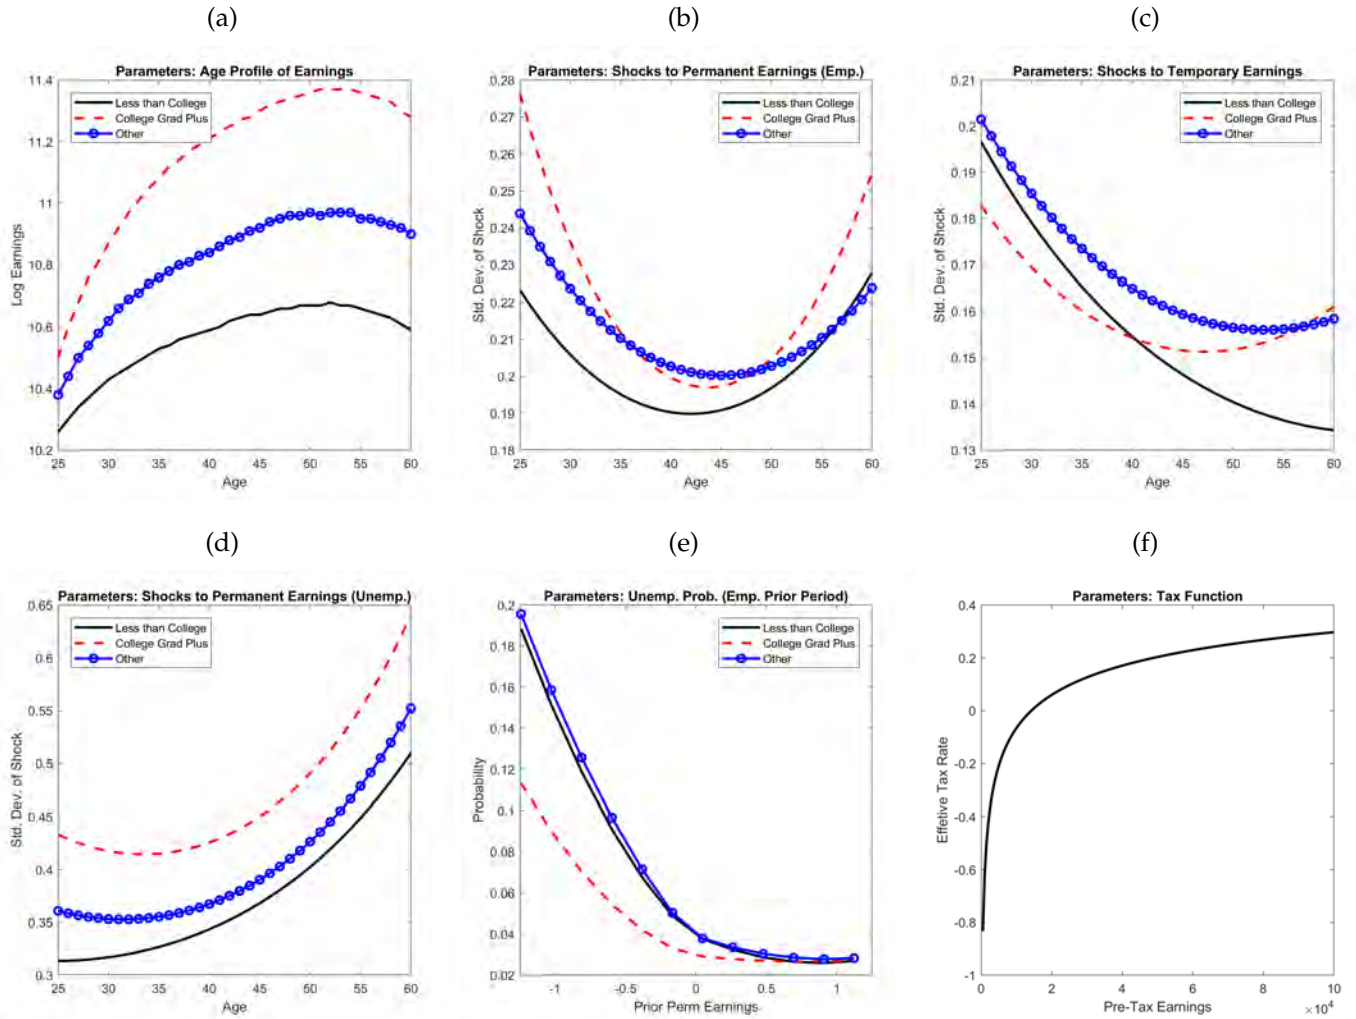 (a)
(b)
(c)
Parameters: Age Profile of Earnings
11.4
11.2
11
10.8
10.6
10.4
10.2
Log Earnings
Less than College
College Grad Plus
Other
25 30 35 40 45 50 55 60
Age
Parameters: Shocks to Permanent Earnings (Emp.)
0.28
0.27
0.26
0.25
0.24
0.23
0.22
0.21
0.2
0.19
0.18
Std. Dev. of Shock
Less than College
College Grad Plus
Other
25 30 35 40 45 50 55 60
Age
Parameters: Shocks to Temporary Earnings
0.21
0.2
0.19
0.18
0.17
0.16
0.15
0.14
0.13
Std. Dev. of Shock
Less than College
College Grad Plus
Other
25 30 35 40 45 50 55 60
Age
(d)
(e)
(f)
Parameters: Shocks to Permanent Earnings (Unemp.)
0.65
0.6
0.55
0.5
0.45
0.4
0.35
0.3
Std. Dev. of Shock
Less than College
College Grad Plus
Other
25 30 35 40 45 50 55 60
Age
Parameters: Unemp. Prob. (Emp. Prior Period)
0.2
0.18
0.16
0.14
0.12
0.1
0.08
0.06
0.04
0.02
Probability
Less than College
College Grad Plus
Other
-1 -0.5 0 0.5 1
Prior Perm Earnings
Parameters: Tax Function
0.4
0.2
0
-0.2
-0.4
-0.6
-0.8
-1
Effetive Tax Rate
0 2 4 6 8 10
×10⁴
Pre-Tax Earnings